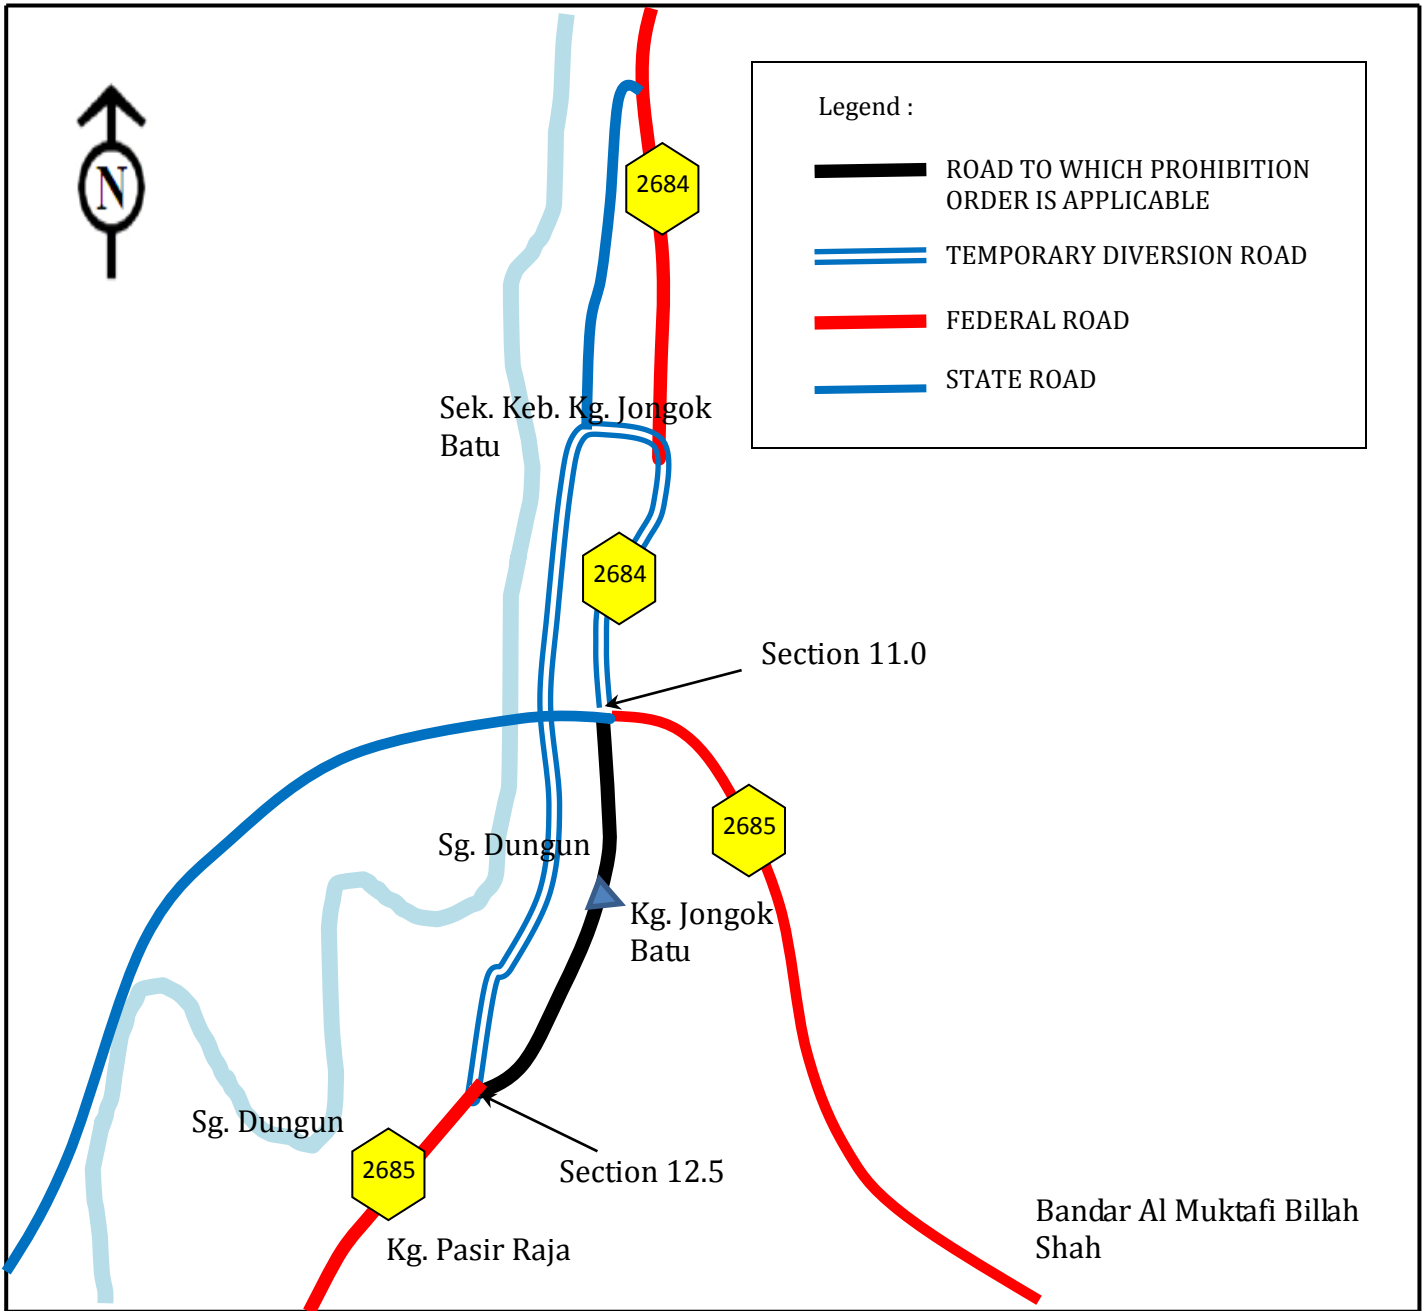 N
Legend :
ROAD TO WHICH PROHIBITION
ORDER IS APPLICABLE
TEMPORARY DIVERSION ROAD
FEDERAL ROAD
STATE ROAD
2684
Sek. Keb. Kg. Jongok
Batu
2684
Section 11.0
2685
Sg. Dungun
Kg. Jongok
Batu
Sg. Dungun
2685
Section 12.5
Kg. Pasir Raja
Bandar Al Muktafi Billah
Shah